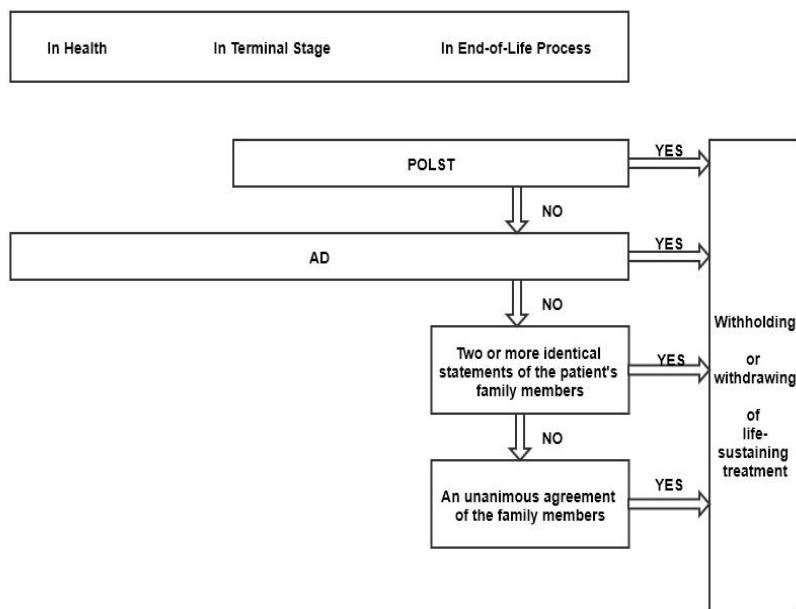 In Health In Terminal Stage In End-of-Life Process
POLST
YES
NO
AD
YES
NO
Two or more identical
statements of the patient's
family members
YES
NO
An unanimous agreement
of the family members
YES
Withholding
or
withdrawing
of
life-
sustaining
treatment